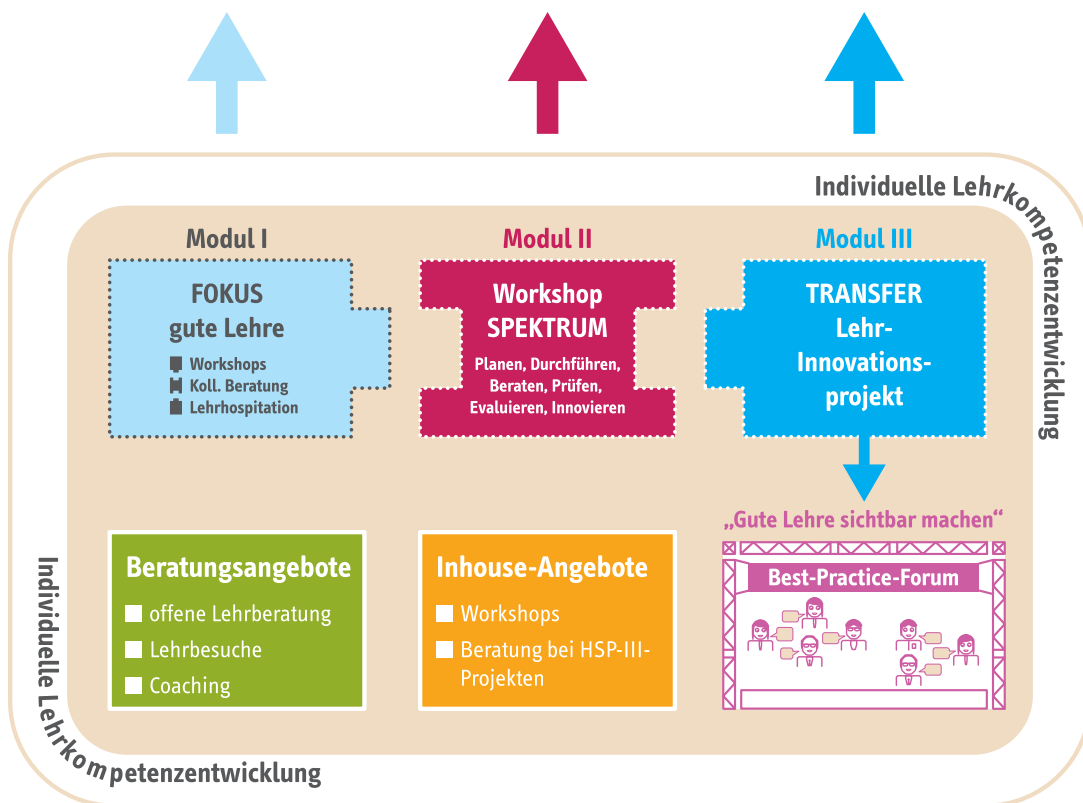 Individuelle Lehrkompetenzentwicklung
Modul I
FOKUS
gute Lehre
Workshops
Koll. Beratung
Lehrhospitation
Modul II
Workshop
SPEKTRUM
Planen, Durchführen,
Beraten, Prüfen,
Evaluieren, Innovieren
Modul III
TRANSFER
Lehr-
Innovations-
projekt
Beratungsangebote
offene Lehrberatung
Lehrbesuche
Coaching
Inhouse-Angebote
Workshops
Beratung bei HSP-III-
Projekten
„Gute Lehre sichtbar machen“
Best-Practice-Forum
Individuelle Lehrkompetenzentwicklung